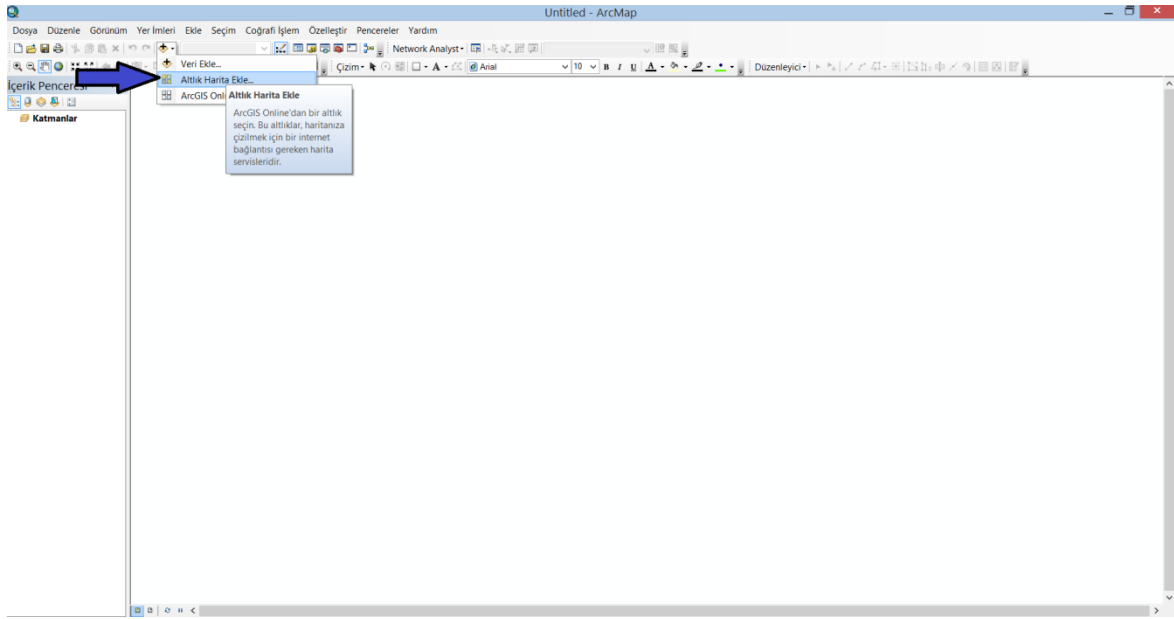 Untitled - ArcMap
Dosya Düzenle Görünüm Yer İmleri Ekle Seçim Coğrafi İşlem Özelleştir Pencereler Yardım
Network Analyst
Veri Ekle...
Çizim A Arial 10 B I U A Düzenleyici
İçerik Penceresi
Altlık Harita Ekle...
ArcGIS Onl
Altlık Harita Ekle
ArcGIS Online'dan bir altlık
seçin. Bu altlıklar, haritanıza
çizilmek için bir internet
bağlantısı gereken harita
servisleridir.
Katmanlar